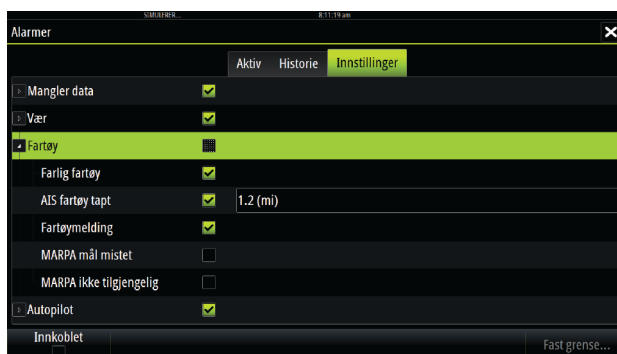 SIMULERER...
8:11:19 am
Alarmer
Aktiv Historie Innstillinger
Mangler data
Vær
Fartøy
Farlig fartøy
AIS fartøy tapt 1.2 (mi)
Fartøymelding
MARPA mål mistet
MARPA ikke tilgjengelig
Autopilot
Innkoblet
Fast grense...